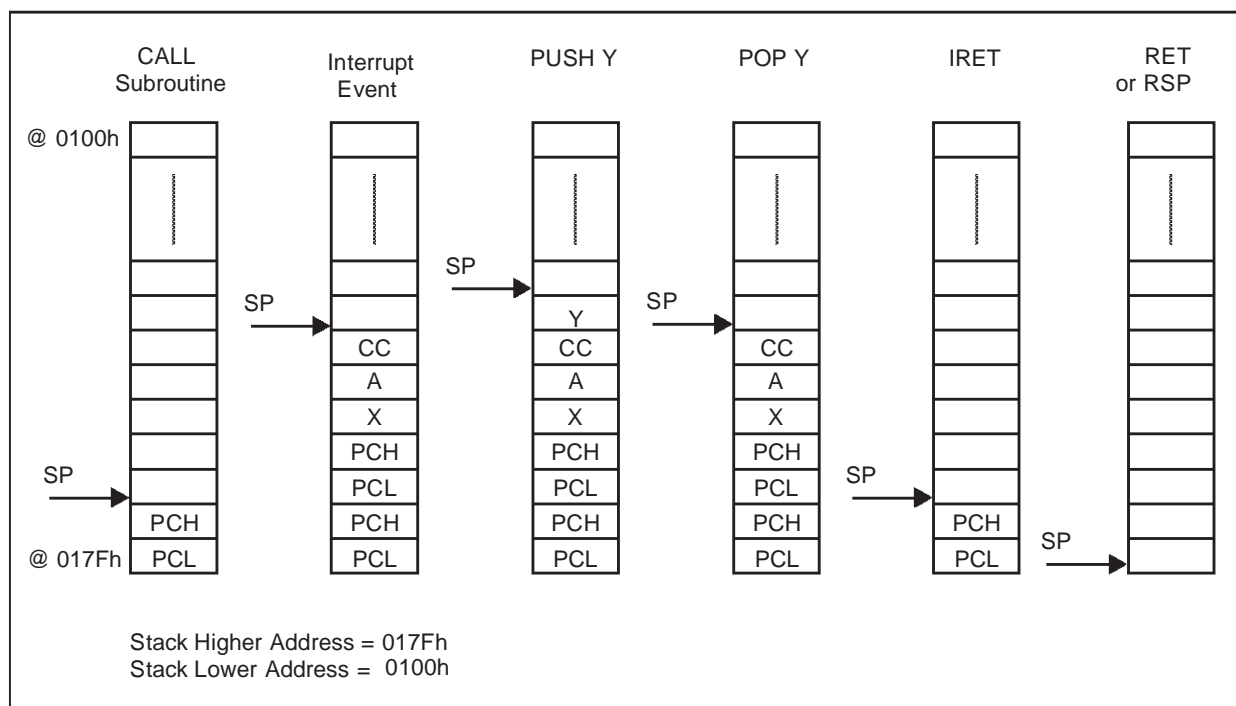 CALL
Subroutine
Interrupt
Event
PUSH Y
POP Y
IRET
RET
or RSP
@ 0100h
SP
SP
SP
Y
SP
CC
CC
CC
A
A
A
X
X
X
PCH
PCH
PCH
SP
PCL
PCL
PCL
SP
PCH
PCH
PCH
PCH
PCH
@ 017Fh
PCL
PCL
PCL
PCL
PCL
SP
Stack Higher Address = 017Fh
Stack Lower Address = 0100h